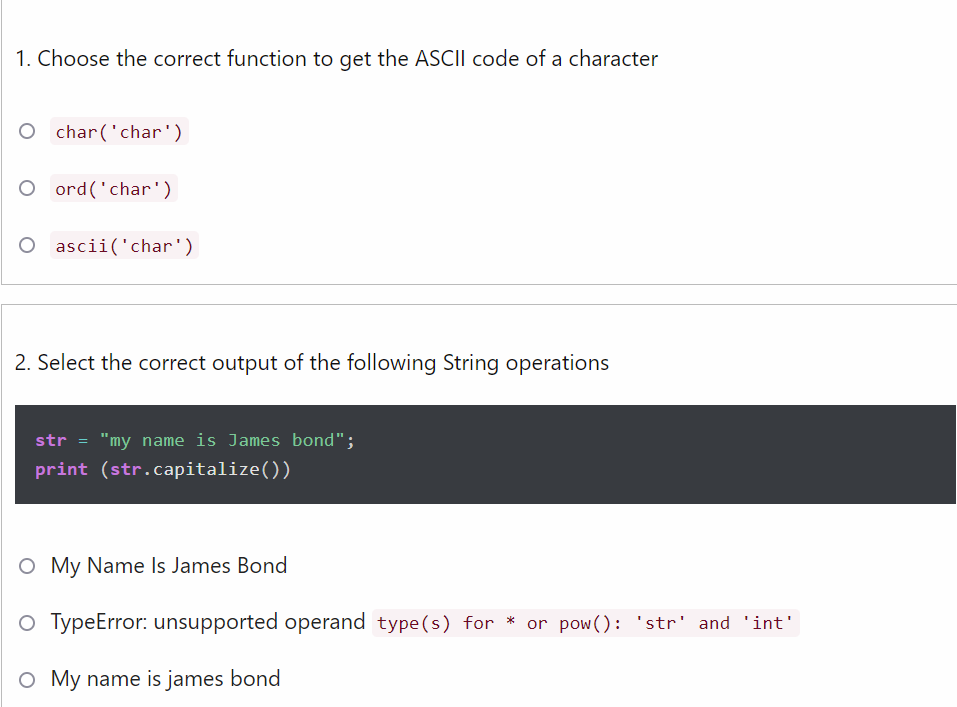 1. Choose the correct function to get the ASCII code of a character
char('char')
ord('char')
ascii('char')
2. Select the correct output of the following String operations
str = "my name is James bond";
print (str.capitalize())
My Name Is James Bond
TypeError: unsupported operand type(s) for * or pow(): 'str' and 'int'
My name is james bond